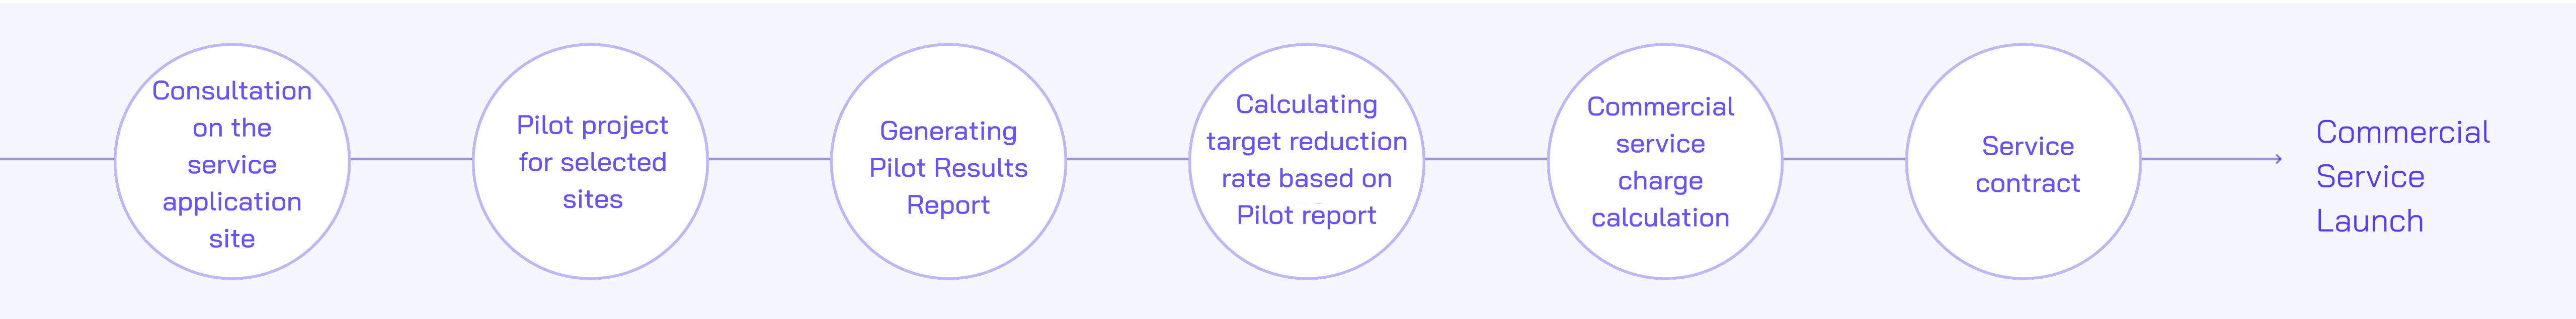 Consultation
on the
service
application
site
Pilot project
for selected
sites
Generating
Pilot Results
Report
Calculating
target reduction
rate based on
Pilot report
Commercial
service
charge
calculation
Service
contract
Commercial
Service
Launch